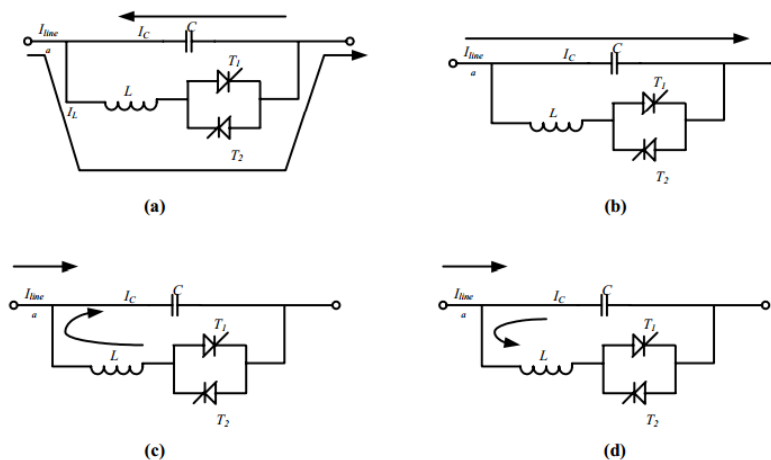 I_line I_C C
a
T_1
L
I_L
T_2
(a)
I_line I_C C
a
T_1
L
T_2
(b)
I_line I_C C
a
T_1
L
T_2
(c)
I_line I_C C
a
T_1
L
T_2
(d)